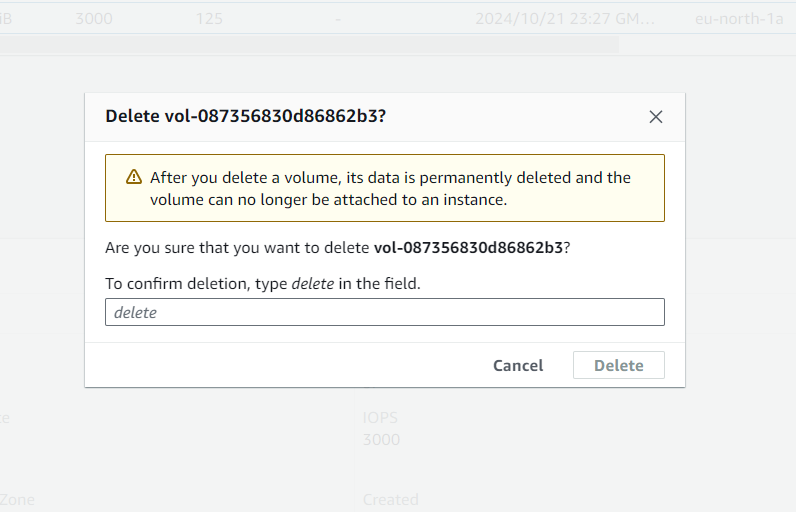 iB 3000 125 - 2024/10/21 23:27 GM... eu-north-1a
Delete vol-087356830d86862b3?
After you delete a volume, its data is permanently deleted and the
volume can no longer be attached to an instance.
Are you sure that you want to delete vol-087356830d86862b3?
To confirm deletion, type delete in the field.
delete
Cancel Delete
IOPS
3000
Zone Created